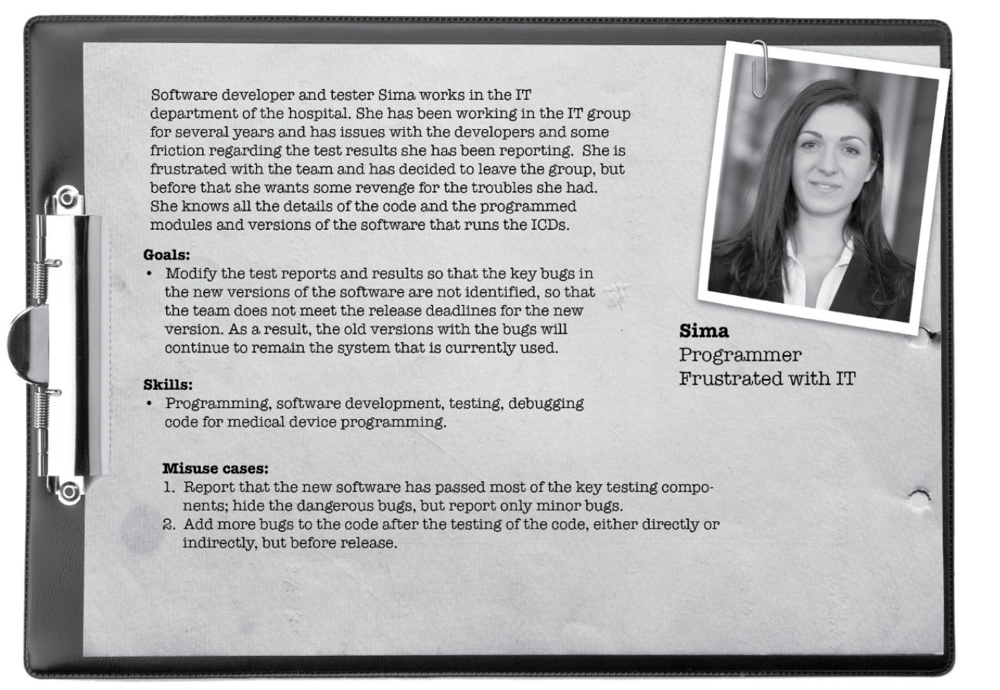 Software developer and tester Sima works in the IT
department of the hospital. She has been working in the IT group
for several years and has issues with the developers and some
friction regarding the test results she has been reporting.  She is
frustrated with the team and has decided to leave the group, but
before that she wants some revenge for the troubles she had.
She knows all the details of the code and the programmed
modules and versions of the software that runs the ICDs.
Goals:
• Modify the test reports and results so that the key bugs in
the new versions of the software are not identified, so that
the team does not meet the release deadlines for the new
version. As a result, the old versions with the bugs will
continue to remain the system that is currently used.
Skills:
• Programming, software development, testing, debugging
code for medical device programming.
Misuse cases:
1. Report that the new software has passed most of the key testing compo-
nents; hide the dangerous bugs, but report only minor bugs.
2. Add more bugs to the code after the testing of the code, either directly or
indirectly, but before release.
Sima
Programmer
Frustrated with IT